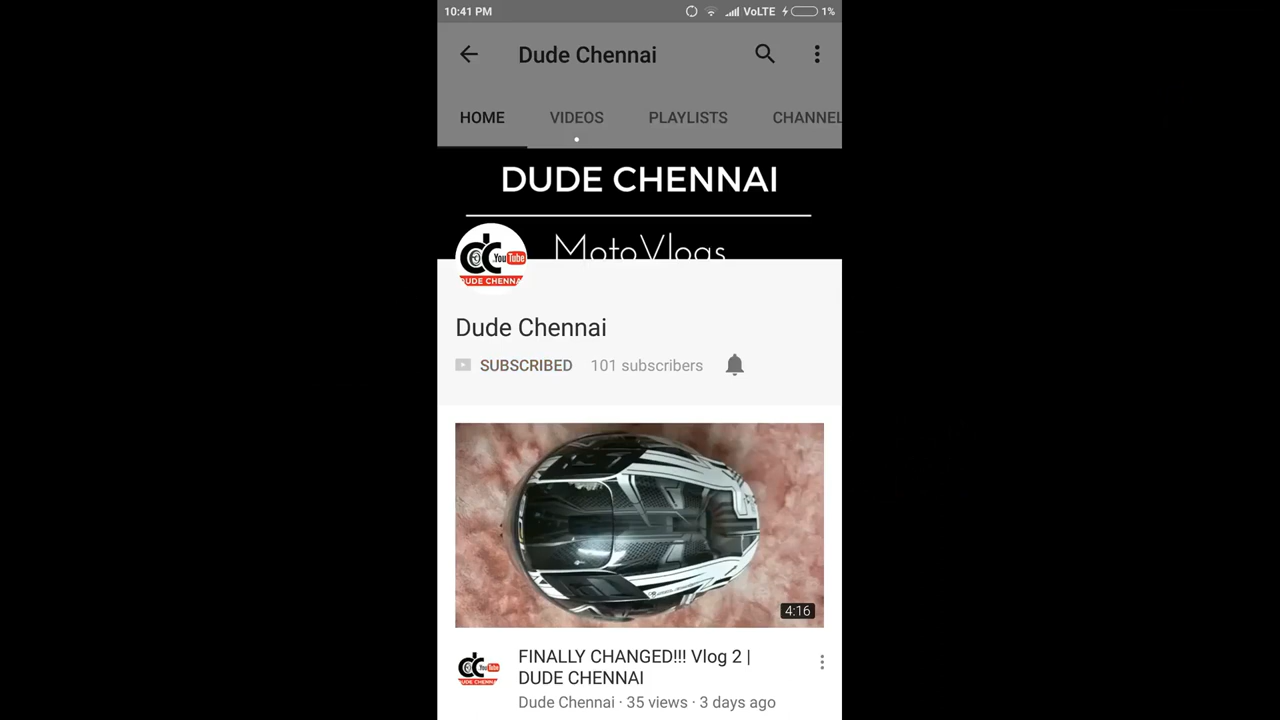 10:41 PM VoLTE 1%
Dude Chennai
HOME VIDEOS PLAYLISTS CHANNEL
DUDE CHENNAI
MotoVlogs
YouTube
DUDE CHENNA
Dude Chennai
SUBSCRIBED 101 subscribers
4:16
FINALLY CHANGED!!! Vlog 2 |
DUDE CHENNAI
Dude Chennai · 35 views · 3 days ago